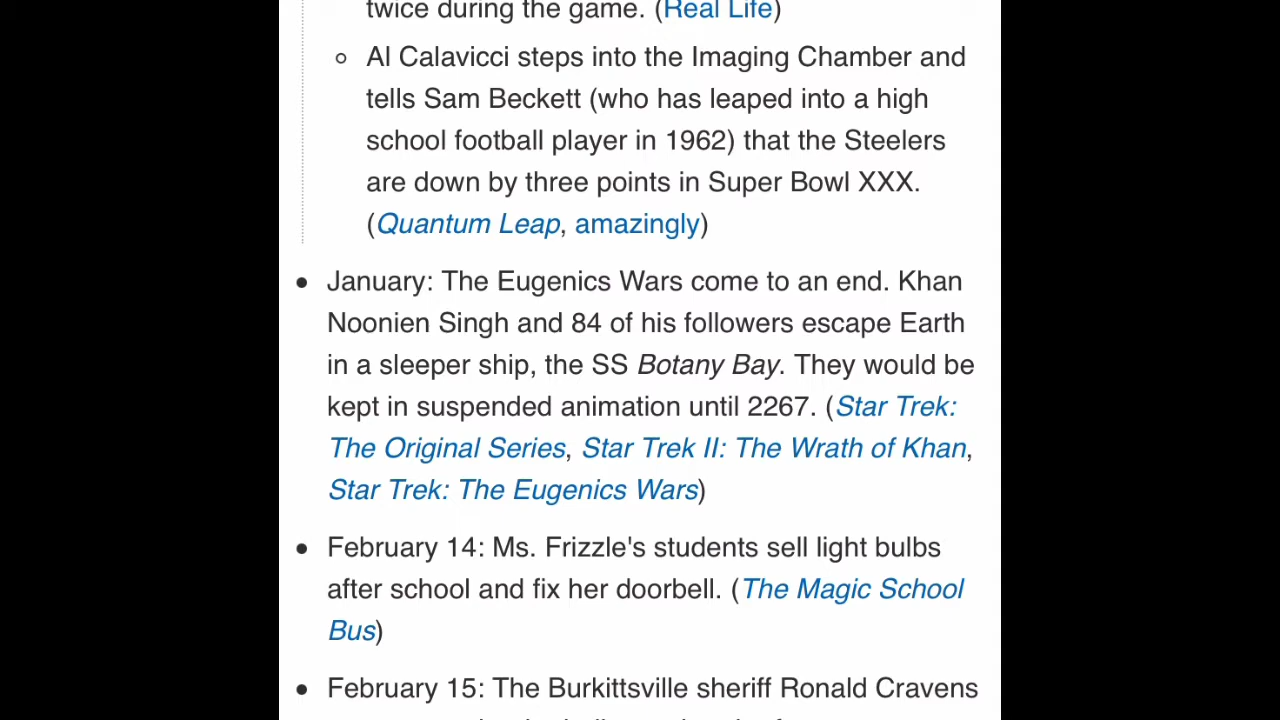 twice during the game. (Real Life)
Al Calavicci steps into the Imaging Chamber and
tells Sam Beckett (who has leaped into a high
school football player in 1962) that the Steelers
are down by three points in Super Bowl XXX.
(Quantum Leap, amazingly)
January: The Eugenics Wars come to an end. Khan
Noonien Singh and 84 of his followers escape Earth
in a sleeper ship, the SS Botany Bay. They would be
kept in suspended animation until 2267. (Star Trek:
The Original Series, Star Trek II: The Wrath of Khan,
Star Trek: The Eugenics Wars)
February 14: Ms. Frizzle's students sell light bulbs
after school and fix her doorbell. (The Magic School
Bus)
February 15: The Burkittsville sheriff Ronald Cravens